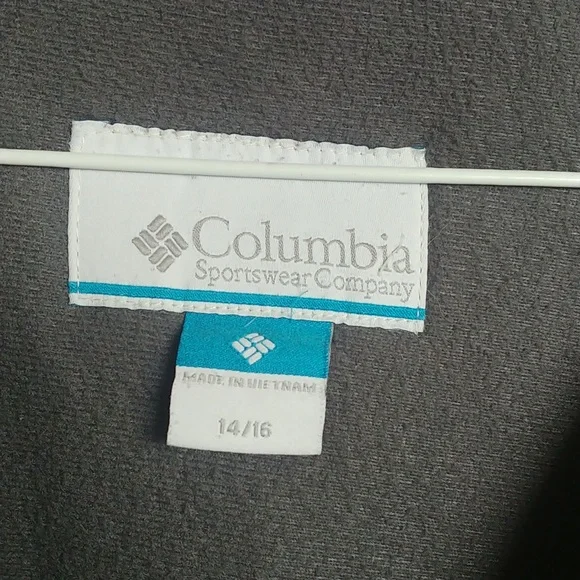 Columbia
Sportswear Company
MADE IN VIETNAM
14/16